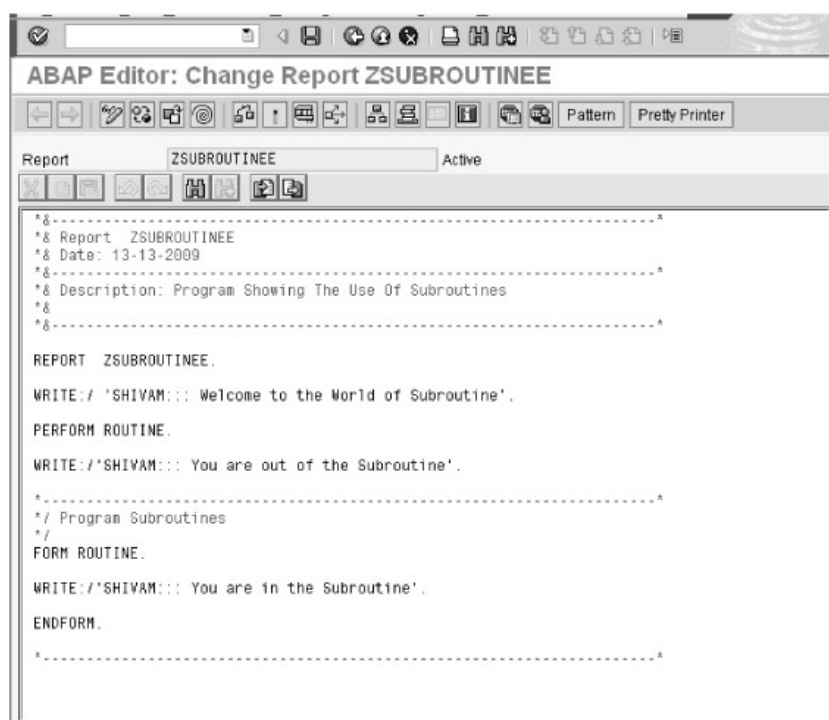 ABAP Editor: Change Report ZSUBROUTINEE
Pattern Pretty Printer
Report ZSUBROUTINEE Active
*&---------------------------------------------------------------------*
*& Report  ZSUBROUTINEE
*& Date: 13-13-2009
*&---------------------------------------------------------------------*
*& Description: Program Showing The Use Of Subroutines
*&
*&---------------------------------------------------------------------*
REPORT  ZSUBROUTINEE.
WRITE:/ 'SHIVAM::: Welcome to the World of Subroutine'.
PERFORM ROUTINE.
WRITE:/'SHIVAM::: You are out of the Subroutine'.
*---------------------------------------------------------------------*
*/ Program Subroutines
*/
FORM ROUTINE.
WRITE:/'SHIVAM::: You are in the Subroutine'.
ENDFORM.
*---------------------------------------------------------------------*